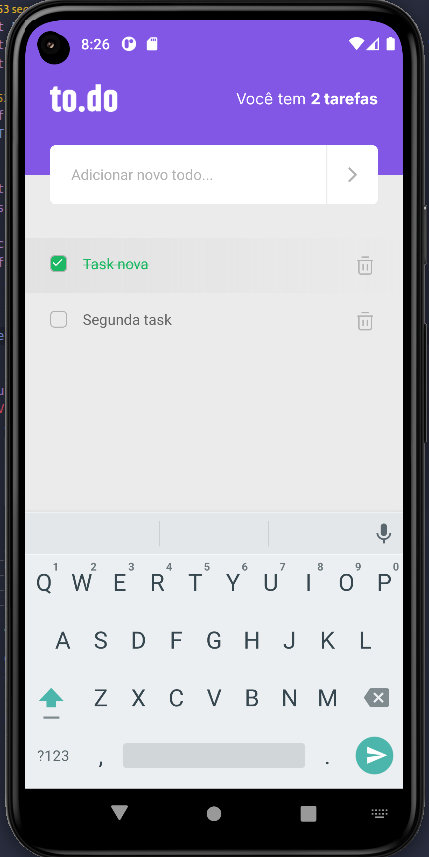 8:26
to.do
Você tem 2 tarefas
Adicionar novo todo...
Task nova
Segunda task
1 2 3 4 5 6 7 8 9 0
Q W E R T Y U I O P
A S D F G H J K L
Z X C V B N M
?123 , .